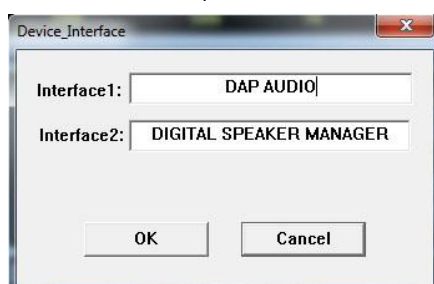 Device_Interface
Interface1: DAP AUDIO
Interface2: DIGITAL SPEAKER MANAGER
OK Cancel